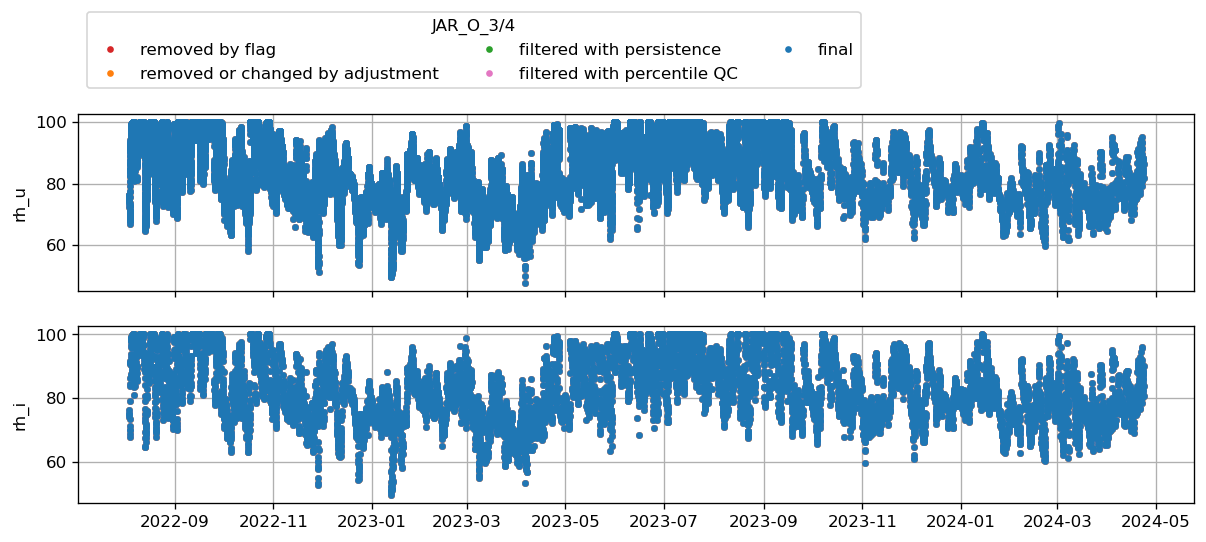 JAR_O_3/4
removed by flag
filtered with persistence
final
removed or changed by adjustment
filtered with percentile QC
100
80
60
rh_u
100
80
60
rh_i
2022-09 2022-11 2023-01 2023-03 2023-05 2023-07 2023-09 2023-11 2024-01 2024-03 2024-05